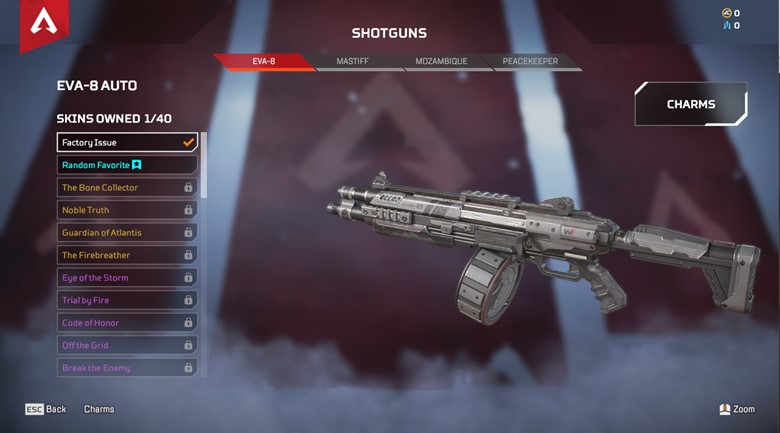 SHOTGUNS
0
0
EVA-8
MASTIFF
MOZAMBIQUE
PEACEKEEPER
EVA-8 AUTO
CHARMS
SKINS OWNED 1/40
Factory Issue
Random Favorite
The Bone Collector
Noble Truth
Guardian of Atlantis
The Firebreather
Eye of the Storm
Trial by Fire
Code of Honor
Off the Grid
Break the Enemy
ESC Back
Charms
Zoom